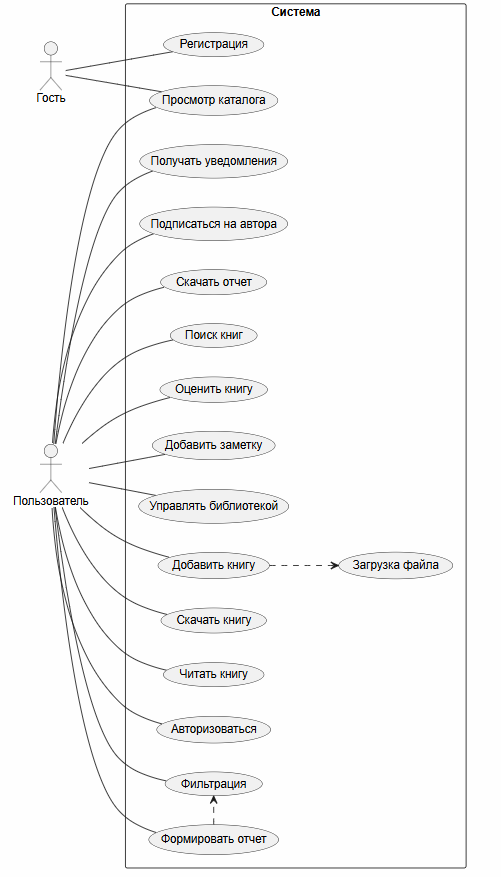 Система
Регистрация
Гость
Просмотр каталога
Получать уведомления
Подписаться на автора
Скачать отчет
Поиск книг
Оценить книгу
Добавить заметку
Пользователь
Управлять библиотекой
Добавить книгу
Загрузка файла
Скачать книгу
Читать книгу
Авторизоваться
Фильтрация
Формировать отчет